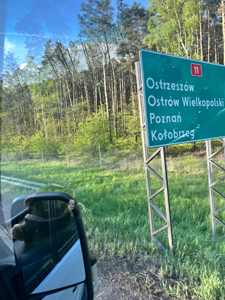 11
Ostrzeszów
Ostrów Wielkopolski
Poznań
Kołobrzeg